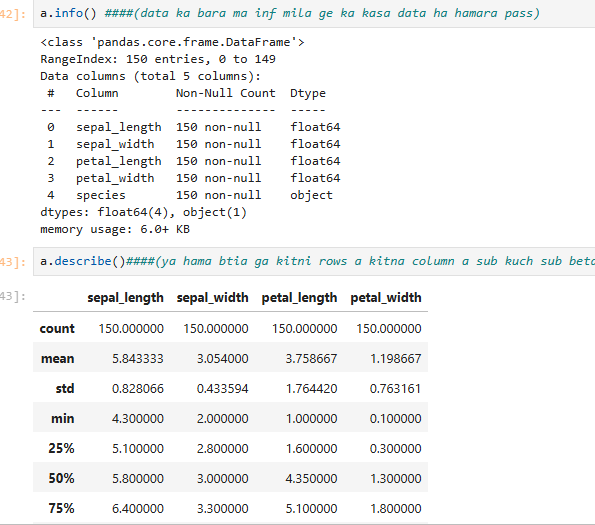 42]: a.info() ####(data ka bara ma inf mila ge ka kasa data ha hamara pass)
<class 'pandas.core.frame.DataFrame'>
RangeIndex: 150 entries, 0 to 149
Data columns (total 5 columns):
#   Column        Non-Null Count  Dtype
---  ------        --------------  -----
0   sepal_length  150 non-null    float64
1   sepal_width   150 non-null    float64
2   petal_length  150 non-null    float64
3   petal_width   150 non-null    float64
4   species       150 non-null    object
dtypes: float64(4), object(1)
memory usage: 6.0+ KB
43]: a.describe()####(ya hama btia ga kitni rows a kitna column a sub kuch sub beta
43]:
sepal_length sepal_width petal_length petal_width
count 150.000000 150.000000 150.000000 150.000000
mean 5.843333 3.054000 3.758667 1.198667
std 0.828066 0.433594 1.764420 0.763161
min 4.300000 2.000000 1.000000 0.100000
25% 5.100000 2.800000 1.600000 0.300000
50% 5.800000 3.000000 4.350000 1.300000
75% 6.400000 3.300000 5.100000 1.800000